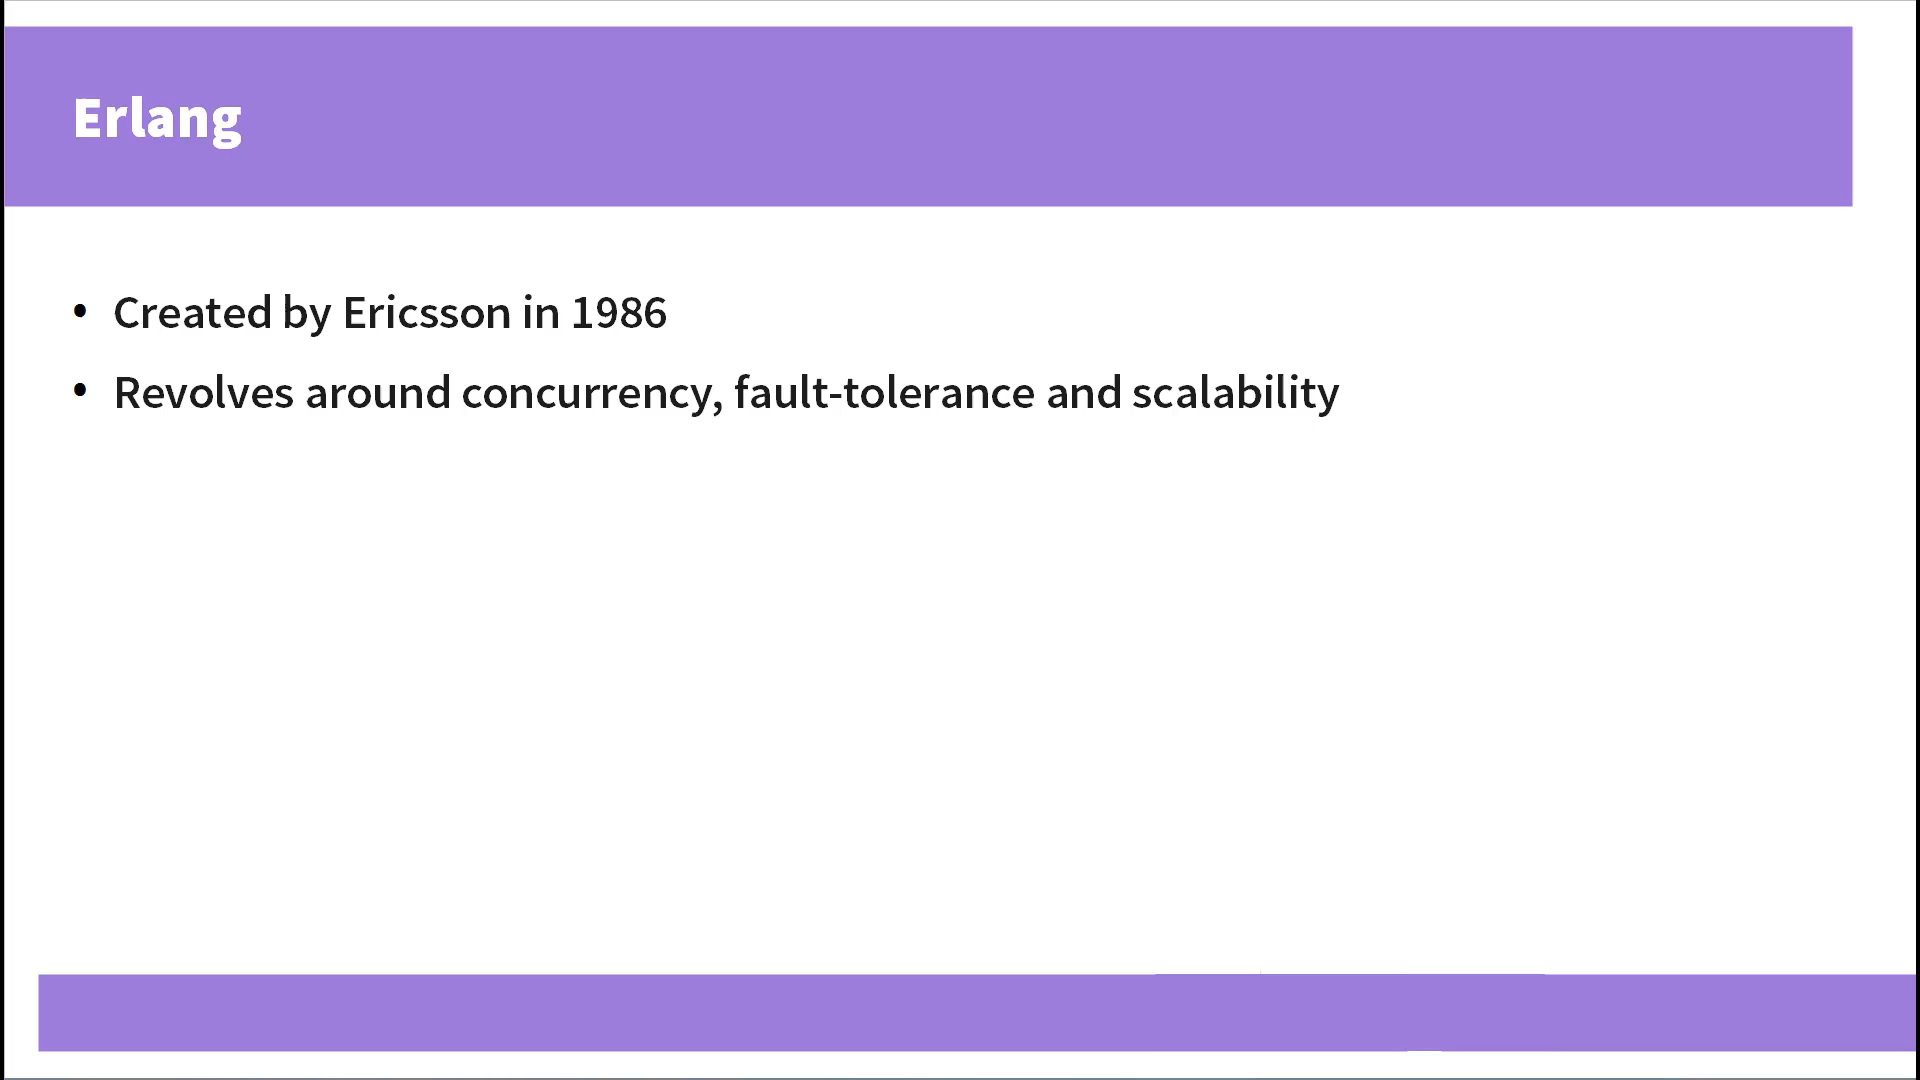 Erlang
• Created by Ericsson in 1986
• Revolves around concurrency, fault-tolerance and scalability